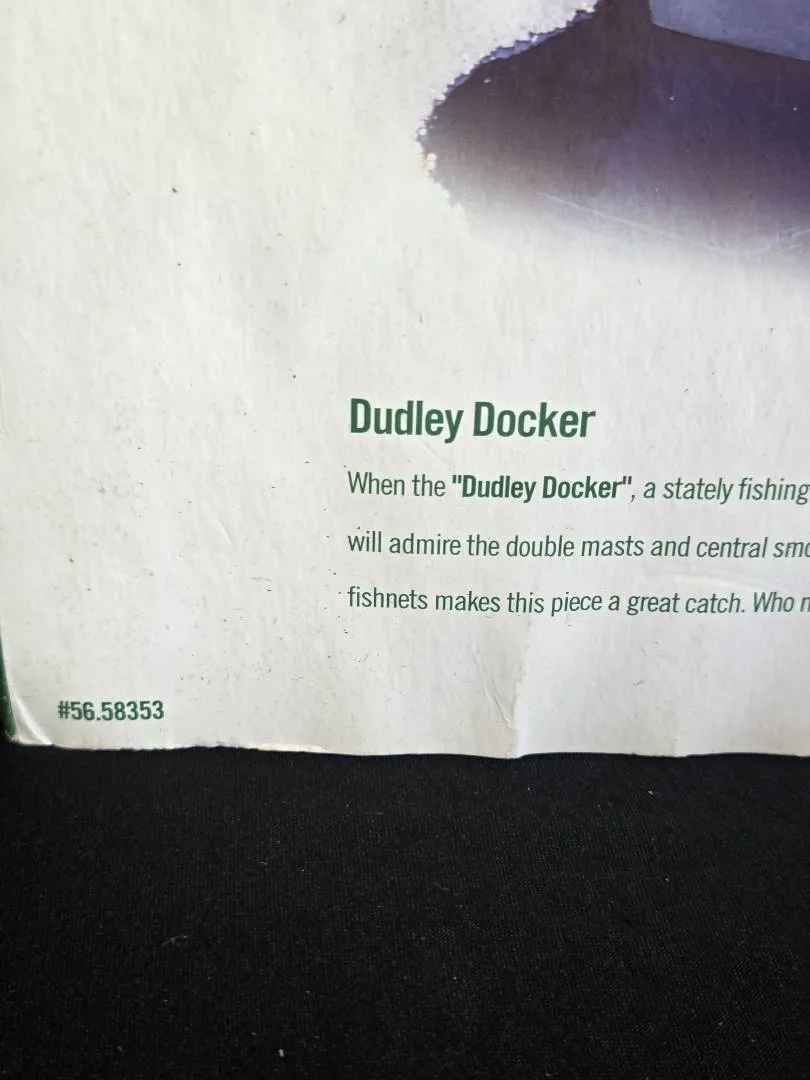 Dudley Docker
When the "Dudley Docker", a stately fishing
will admire the double masts and central
fishnets makes this piece a great catch. Who
#56.58353